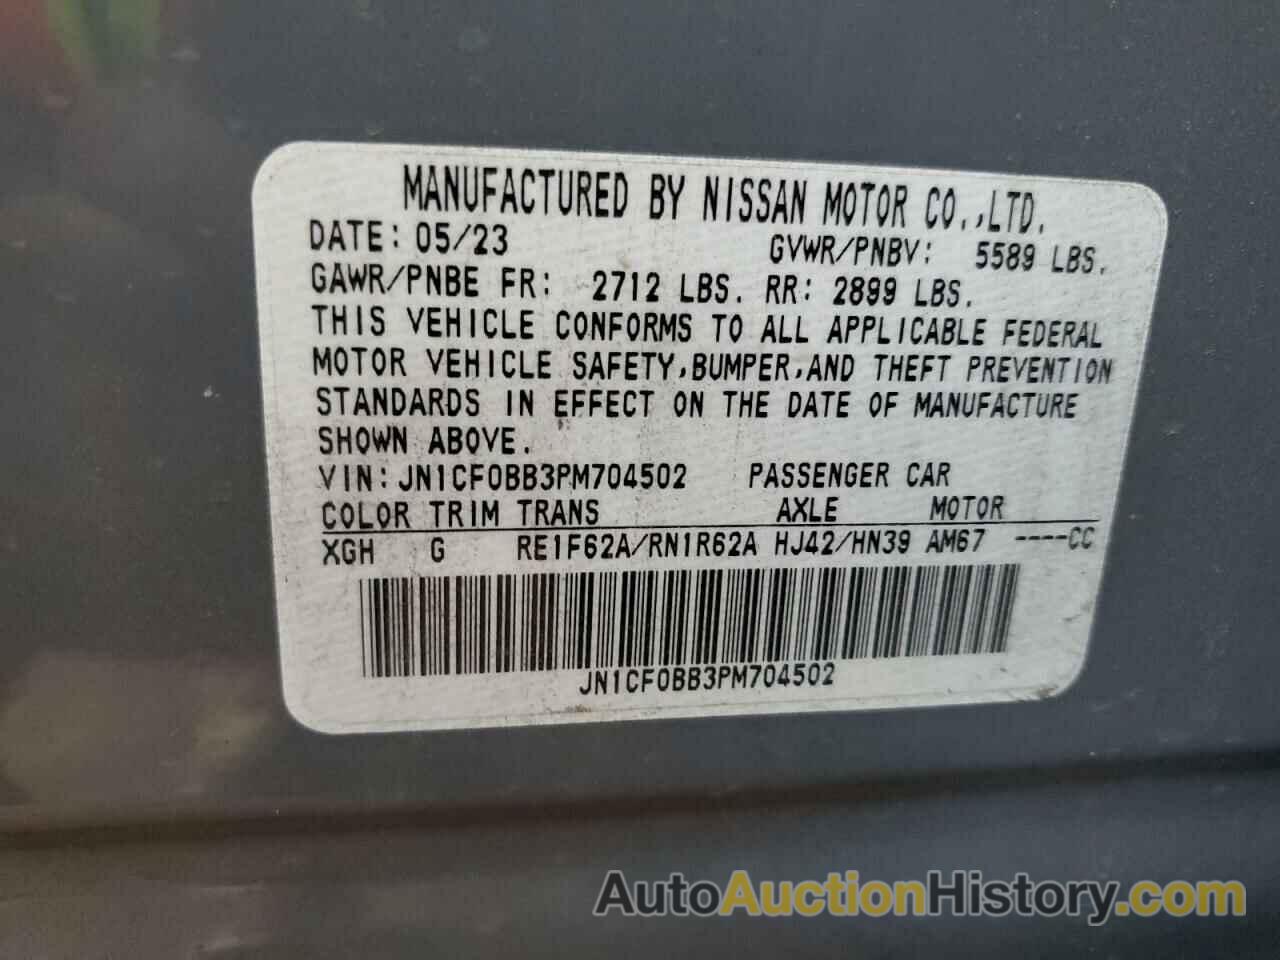 MANUFACTURED BY NISSAN MOTOR CO.,LTD.
DATE: 05/23 GVWR/PNBV: 5589 LBS.
GAWR/PNBE FR: 2712 LBS. RR: 2899 LBS.
THIS VEHICLE CONFORMS TO ALL APPLICABLE FEDERAL
MOTOR VEHICLE SAFETY,BUMPER,AND THEFT PREVENTION
STANDARDS IN EFFECT ON THE DATE OF MANUFACTURE
SHOWN ABOVE.
VIN:JN1CF0BB3PM704502 PASSENGER CAR
COLOR TRIM TRANS AXLE MOTOR
XGH G RE1F62A/RN1R62A HJ42/HN39 AM67 ----CC
JN1CF0BB3PM704502
AutoAuctionHistory.com